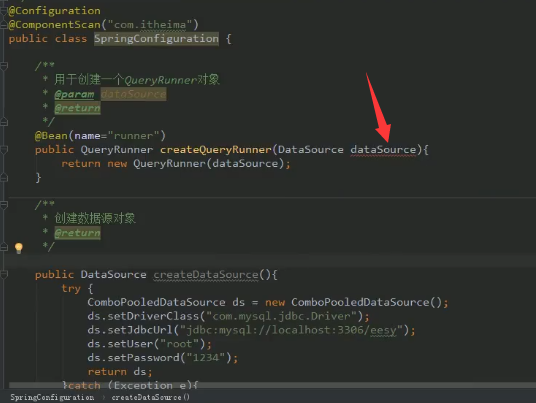 @Configuration
@ComponentScan("com.itheima")
public class SpringConfiguration {
/**
* 用于创建一个QueryRunner对象
* @param dataSource
* @return
*/
@Bean(name="runner")
public QueryRunner createQueryRunner(DataSource dataSource){
return new QueryRunner(dataSource);
}
/**
* 创建数据源对象
* @return
*/
public DataSource createDataSource(){
try {
ComboPooledDataSource ds = new ComboPooledDataSource();
ds.setDriverClass("com.mysql.jdbc.Driver");
ds.setJdbcUrl("jdbc:mysql://localhost:3306/eesy");
ds.setUser("root");
ds.setPassword("1234");
return ds;
}catch (Exception e){
SpringConfiguration › createDataSource()